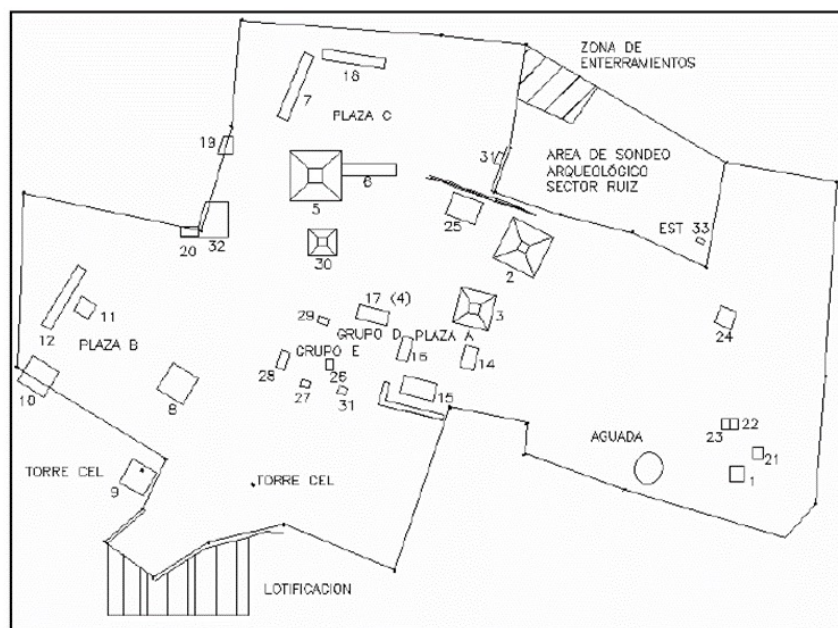 ZONA DE
ENTERRAMIENTOS
18
7
PLAZA C
19
31
AREA DE SONDEO
ARQUEOLÓGICO
SECTOR RUIZ
6
5
25
EST 33
20
32
2
30
11
17 (4)
3
24
29
12
GRUPO D
PLAZA A
PLAZA B
GRUPO E
16
14
28
26
10
8
27
31
15
AGUADA
23
22
TORRE CEL
21
9
TORRE CEL
1
LOTIFICACION